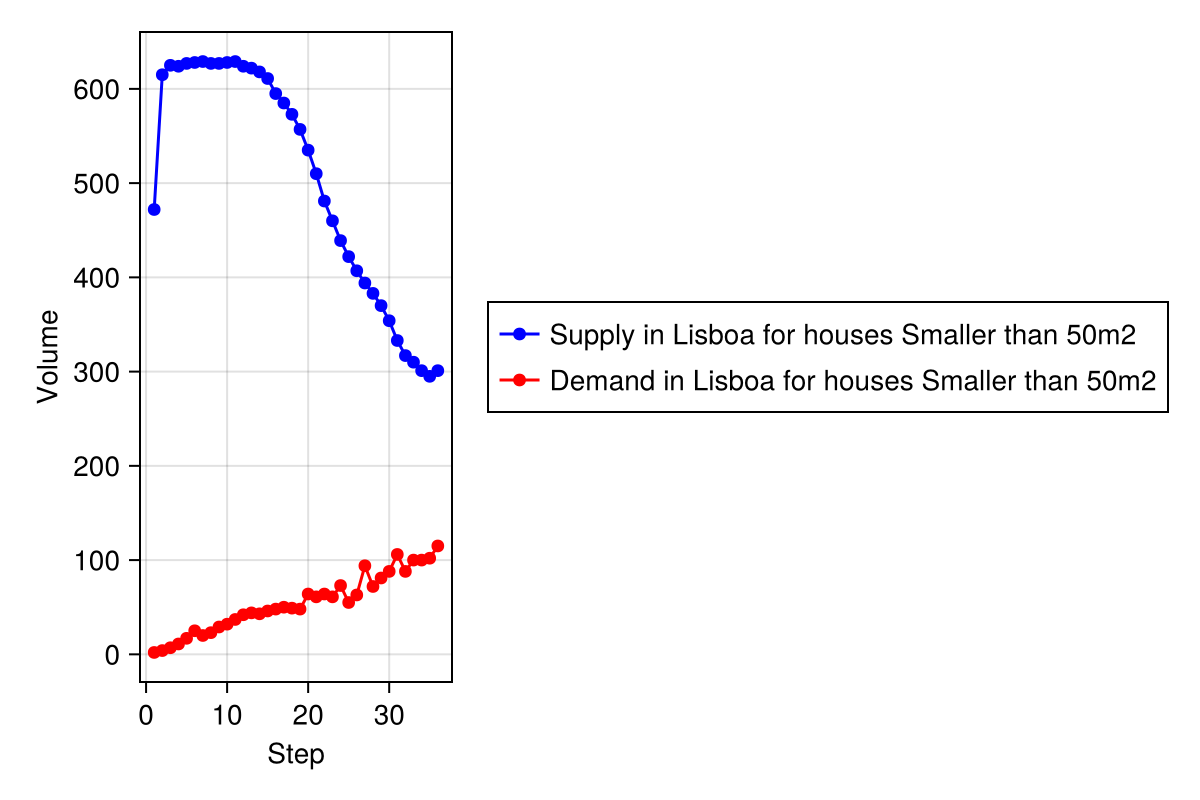 600
500
400
300
200
100
0
Volume
0 10 20 30
Step
Supply in Lisboa for houses Smaller than 50m2
Demand in Lisboa for houses Smaller than 50m2